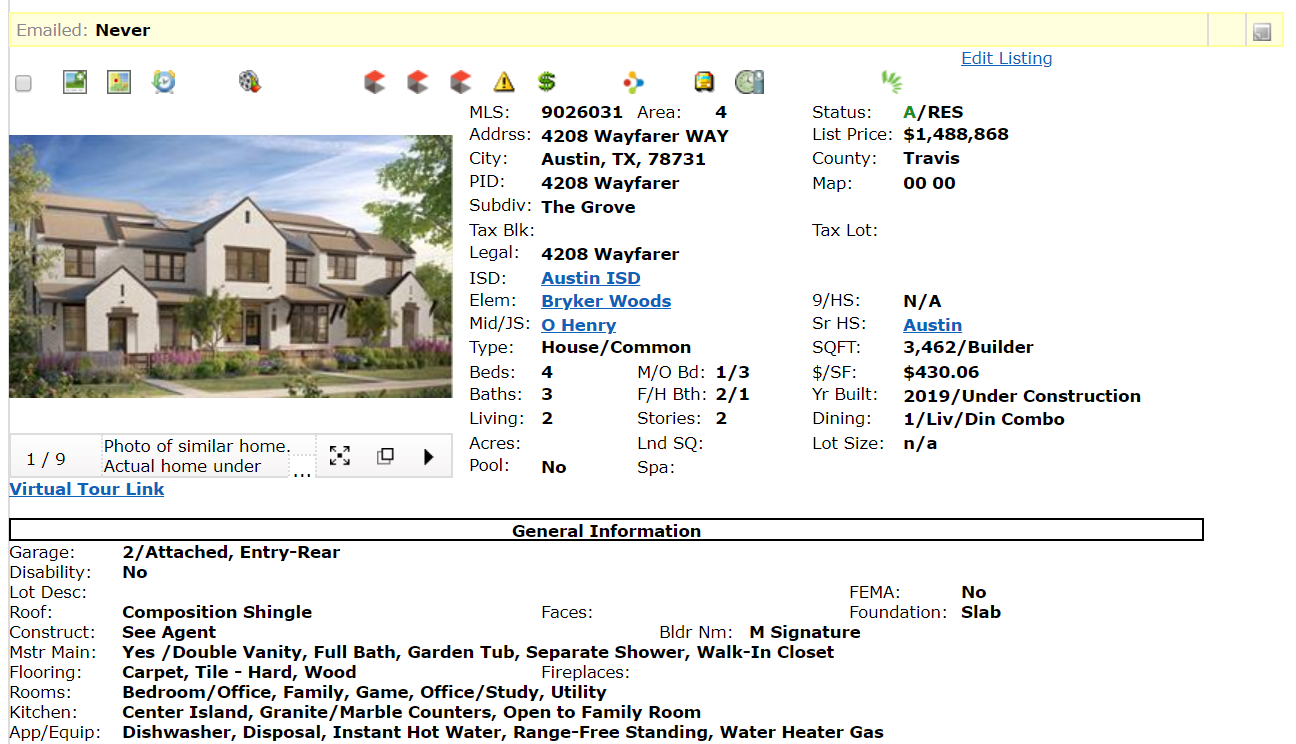 Emailed: Never
Edit Listing
MLS: 9026031 Area: 4 Status: A/RES
Addrss: 4208 Wayfarer WAY List Price: $1,488,868
City: Austin, TX, 78731 County: Travis
PID: 4208 Wayfarer Map: 00 00
Subdiv: The Grove
Tax Blk: Tax Lot:
Legal: 4208 Wayfarer
ISD: Austin ISD
Elem: Bryker Woods 9/HS: N/A
Mid/JS: O Henry Sr HS: Austin
Type: House/Common SQFT: 3,462/Builder
Beds: 4 M/O Bd: 1/3 $/SF: $430.06
Baths: 3 F/H Bth: 2/1 Yr Built: 2019/Under Construction
Living: 2 Stories: 2 Dining: 1/Liv/Din Combo
Acres: Lnd SQ: Lot Size: n/a
Pool: No Spa:
1 / 9 Photo of similar home.
Actual home under ...
Virtual Tour Link
General Information
Garage: 2/Attached, Entry-Rear
Disability: No
Lot Desc: FEMA: No
Roof: Composition Shingle Faces: Foundation: Slab
Construct: See Agent Bldr Nm: M Signature
Mstr Main: Yes /Double Vanity, Full Bath, Garden Tub, Separate Shower, Walk-In Closet
Flooring: Carpet, Tile - Hard, Wood Fireplaces:
Rooms: Bedroom/Office, Family, Game, Office/Study, Utility
Kitchen: Center Island, Granite/Marble Counters, Open to Family Room
App/Equip: Dishwasher, Disposal, Instant Hot Water, Range-Free Standing, Water Heater Gas